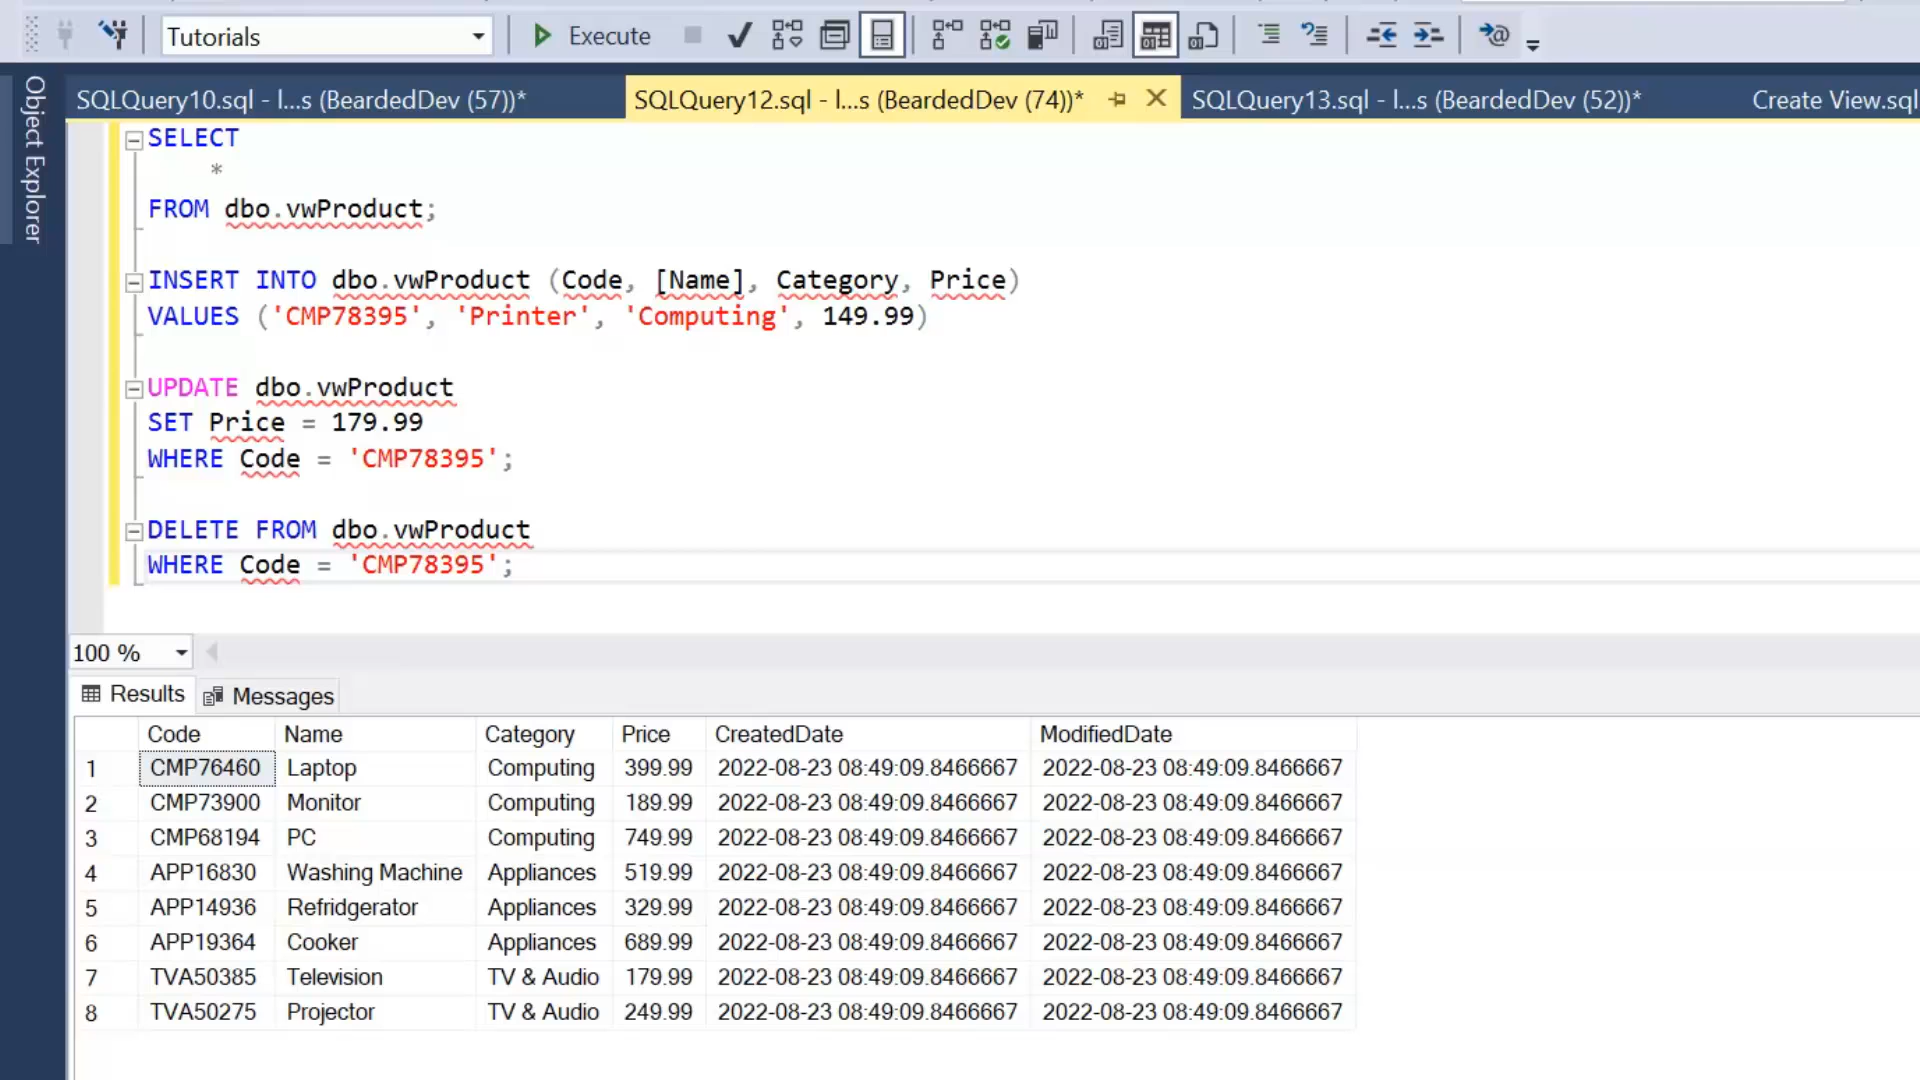 Tutorials Execute
Object Explorer
SQLQuery10.sql - l...s (BeardedDev (57))* SQLQuery12.sql - l...s (BeardedDev (74))* SQLQuery13.sql - l...s (BeardedDev (52))* Create View.sql
SELECT
*
FROM dbo.vwProduct;
INSERT INTO dbo.vwProduct (Code, [Name], Category, Price)
VALUES ('CMP78395', 'Printer', 'Computing', 149.99)
UPDATE dbo.vwProduct
SET Price = 179.99
WHERE Code = 'CMP78395';
DELETE FROM dbo.vwProduct
WHERE Code = 'CMP78395';
100 %
Results Messages
Code Name Category Price CreatedDate ModifiedDate
1 CMP76460 Laptop Computing 399.99 2022-08-23 08:49:09.8466667 2022-08-23 08:49:09.8466667
2 CMP73900 Monitor Computing 189.99 2022-08-23 08:49:09.8466667 2022-08-23 08:49:09.8466667
3 CMP68194 PC Computing 749.99 2022-08-23 08:49:09.8466667 2022-08-23 08:49:09.8466667
4 APP16830 Washing Machine Appliances 519.99 2022-08-23 08:49:09.8466667 2022-08-23 08:49:09.8466667
5 APP14936 Refridgerator Appliances 329.99 2022-08-23 08:49:09.8466667 2022-08-23 08:49:09.8466667
6 APP19364 Cooker Appliances 689.99 2022-08-23 08:49:09.8466667 2022-08-23 08:49:09.8466667
7 TVA50385 Television TV & Audio 179.99 2022-08-23 08:49:09.8466667 2022-08-23 08:49:09.8466667
8 TVA50275 Projector TV & Audio 249.99 2022-08-23 08:49:09.8466667 2022-08-23 08:49:09.8466667